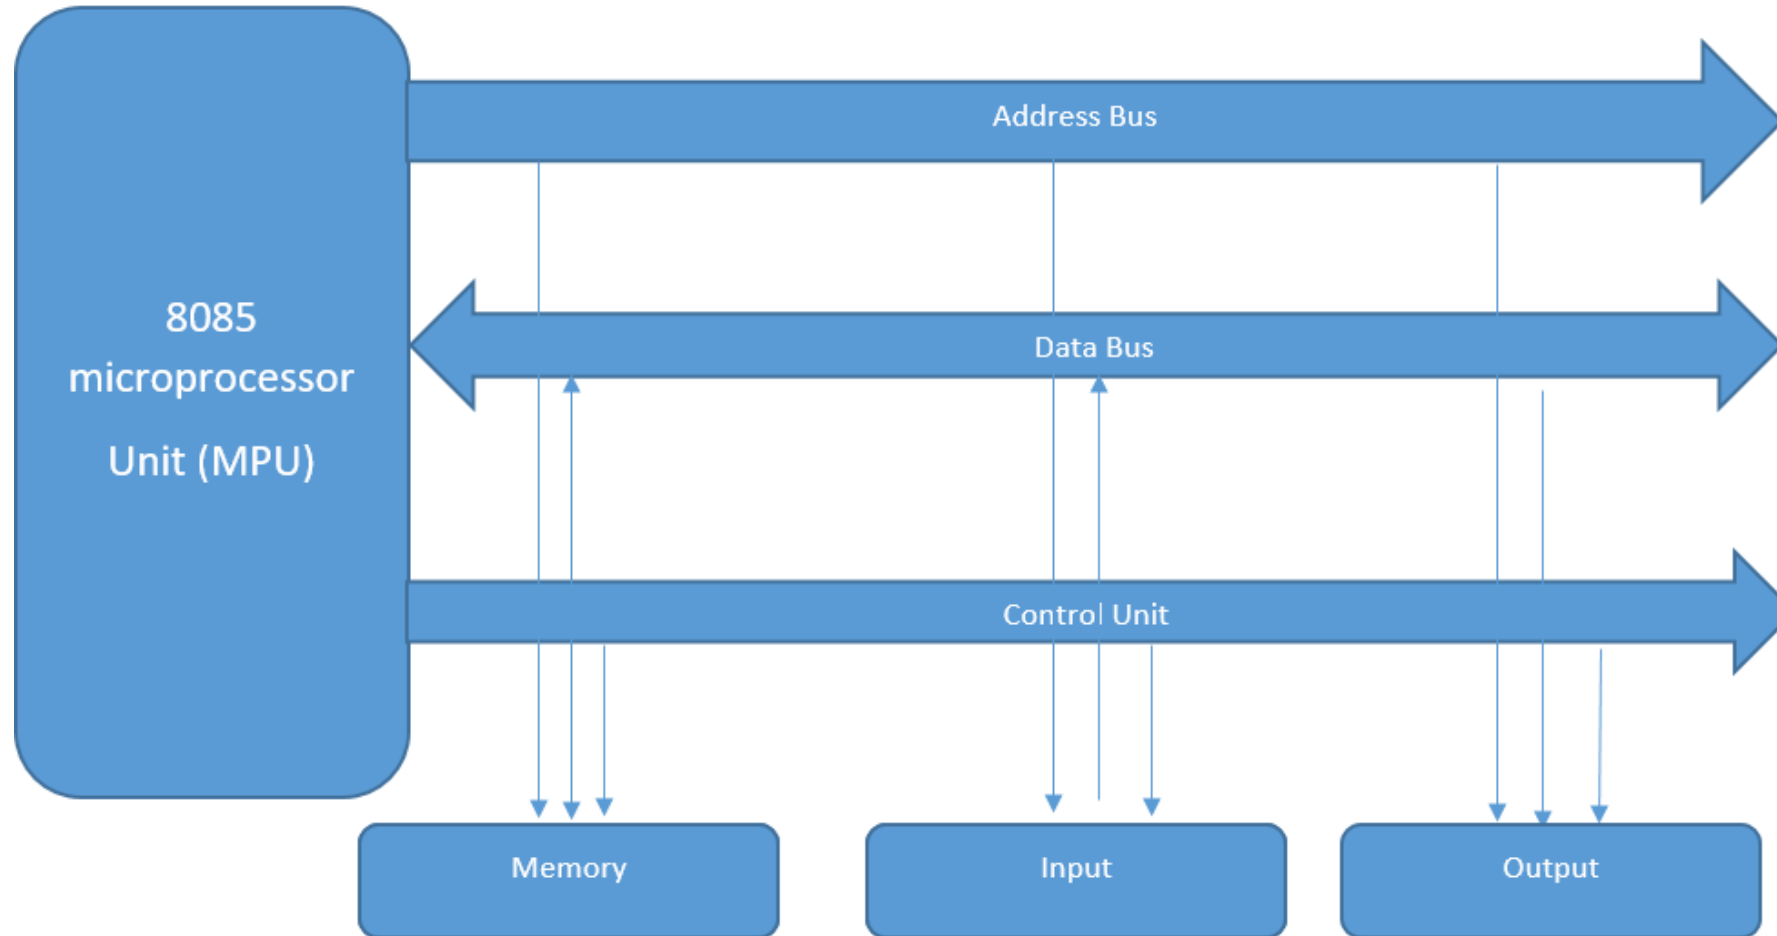 Address Bus
8085
microprocessor
Unit (MPU)
Data Bus
Control Unit
Memory
Input
Output